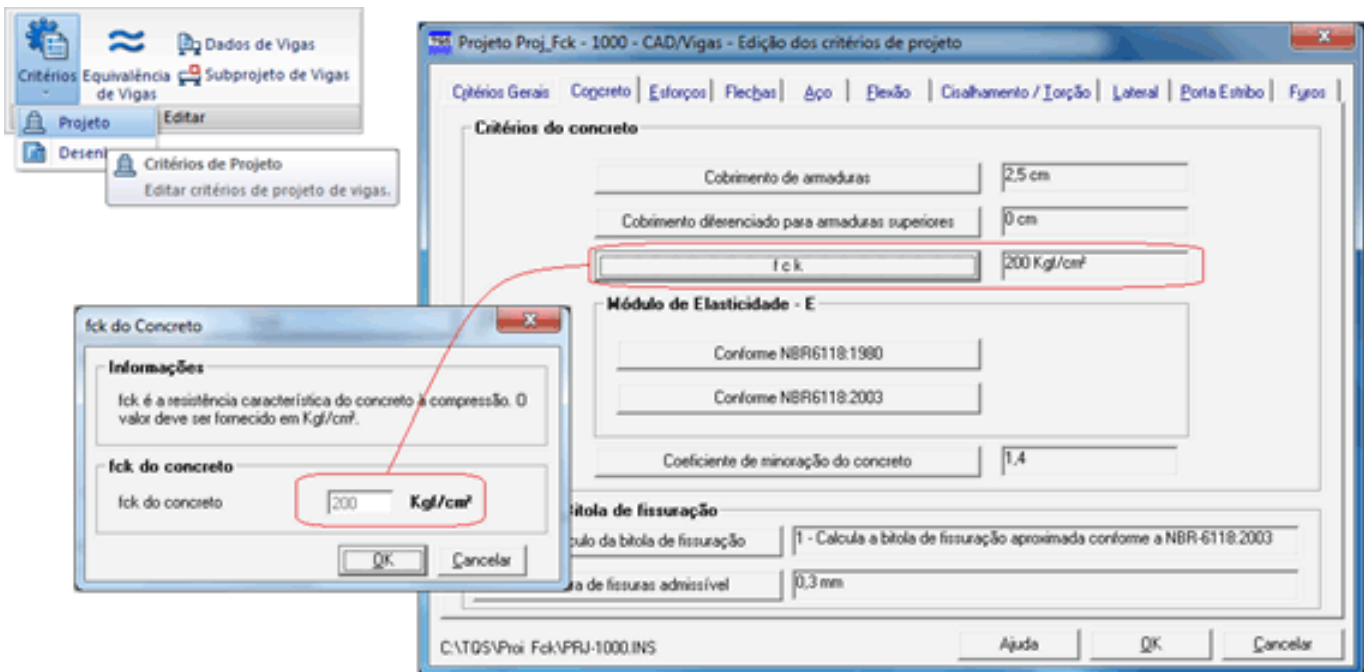 Critérios
Equivalência de Vigas
Dados de Vigas
Subprojeto de Vigas
Editar
Projeto
Critérios de Projeto
Editar critérios de projeto de vigas.
TQS Projeto Proj_Fck - 1000 - CAD/Vigas - Edição dos critérios de projeto
Critérios Gerais Concreto Esforços Flechas Aço Flexão Cisalhamento / Torção Lateral Porta Estribo Furos
Critérios do concreto
Cobrimento de armaduras 2,5 cm
Cobrimento diferenciado para armaduras superiores 0 cm
f c k 200 Kgf/cm²
Módulo de Elasticidade - E
Conforme NBR6118:1980
Conforme NBR6118:2003
Coeficiente de minoração do concreto 1,4
Bitola de fissuração
culo da bitola de fissuração 1 - Calcula a bitola de fissuração aproximada conforme a NBR-6118:2003
ra de fissuras admissível 0,3 mm
C:\TQS\Proj_Fck\PRJ-1000.INS Ajuda OK Cancelar
fck do Concreto
Informações
fck é a resistência característica do concreto à compressão. O
valor deve ser fornecido em Kgf/cm².
fck do concreto
fck do concreto 200 Kgf/cm²
OK Cancelar